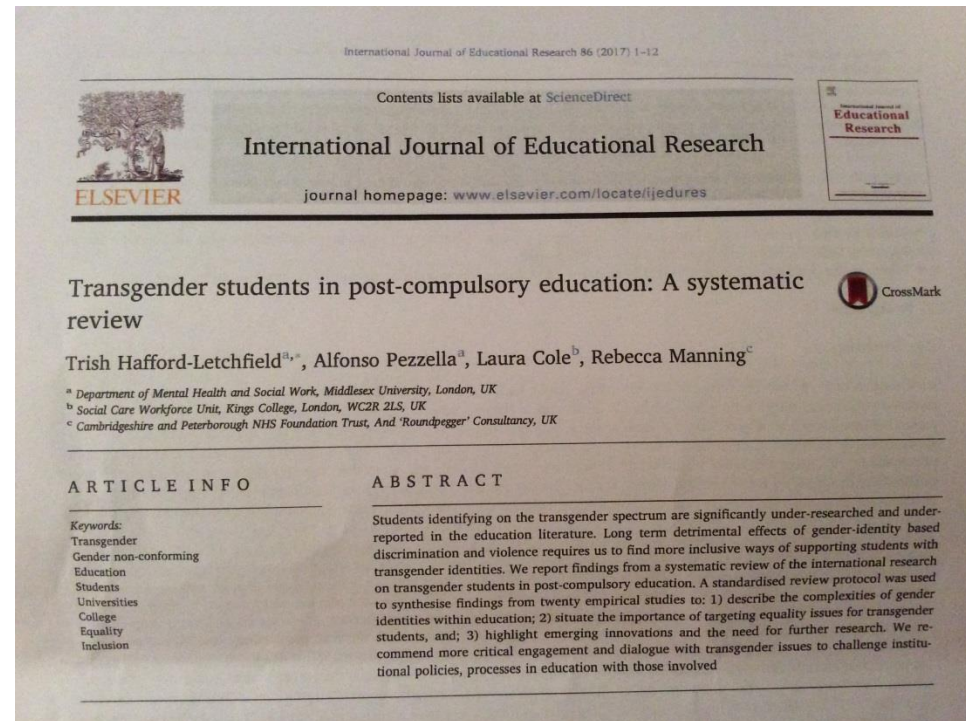 International Journal of Educational Research 86 (2017) 1–12
Contents lists available at ScienceDirect
International Journal of Educational Research
journal homepage: www.elsevier.com/locate/ijedures
ELSEVIER
Educational
Research
Transgender students in post-compulsory education: A systematic
review
CrossMark
Trish Hafford-Letchfieldᵃ,*, Alfonso Pezzellaᵃ, Laura Coleᵇ, Rebecca Manningᶜ
ᵃ Department of Mental Health and Social Work, Middlesex University, London, UK
ᵇ Social Care Workforce Unit, Kings College, London, WC2R 2LS, UK
ᶜ Cambridgeshire and Peterborough NHS Foundation Trust, And 'Roundpegger' Consultancy, UK
ARTICLE INFO
Keywords:
Transgender
Gender non-conforming
Education
Students
Universities
College
Equality
Inclusion
ABSTRACT
Students identifying on the transgender spectrum are significantly under-researched and under-
reported in the education literature. Long term detrimental effects of gender-identity based
discrimination and violence requires us to find more inclusive ways of supporting students with
transgender identities. We report findings from a systematic review of the international research
on transgender students in post-compulsory education. A standardised review protocol was used
to synthesise findings from twenty empirical studies to: 1) describe the complexities of gender
identities within education; 2) situate the importance of targeting equality issues for transgender
students, and; 3) highlight emerging innovations and the need for further research. We re-
commend more critical engagement and dialogue with transgender issues to challenge institu-
tional policies, processes in education with those involved